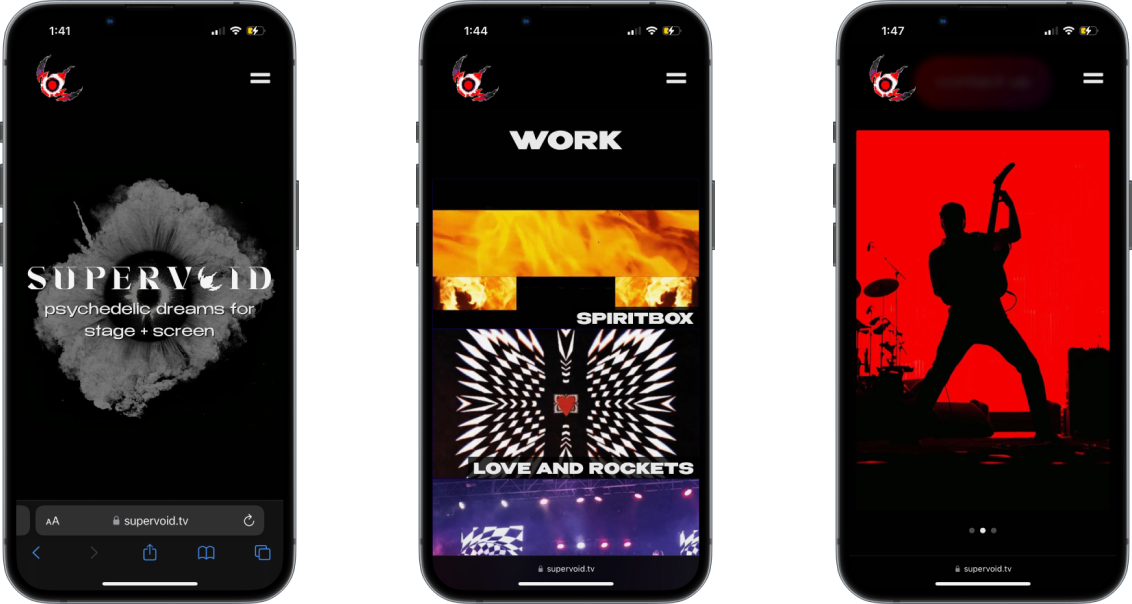 1:41
SUPERVOID
psychedelic dreams for
stage + screen
AA
supervoid.tv
1:44
WORK
SPIRITBOX
LOVE AND ROCKETS
supervoid.tv
1:47
supervoid.tv